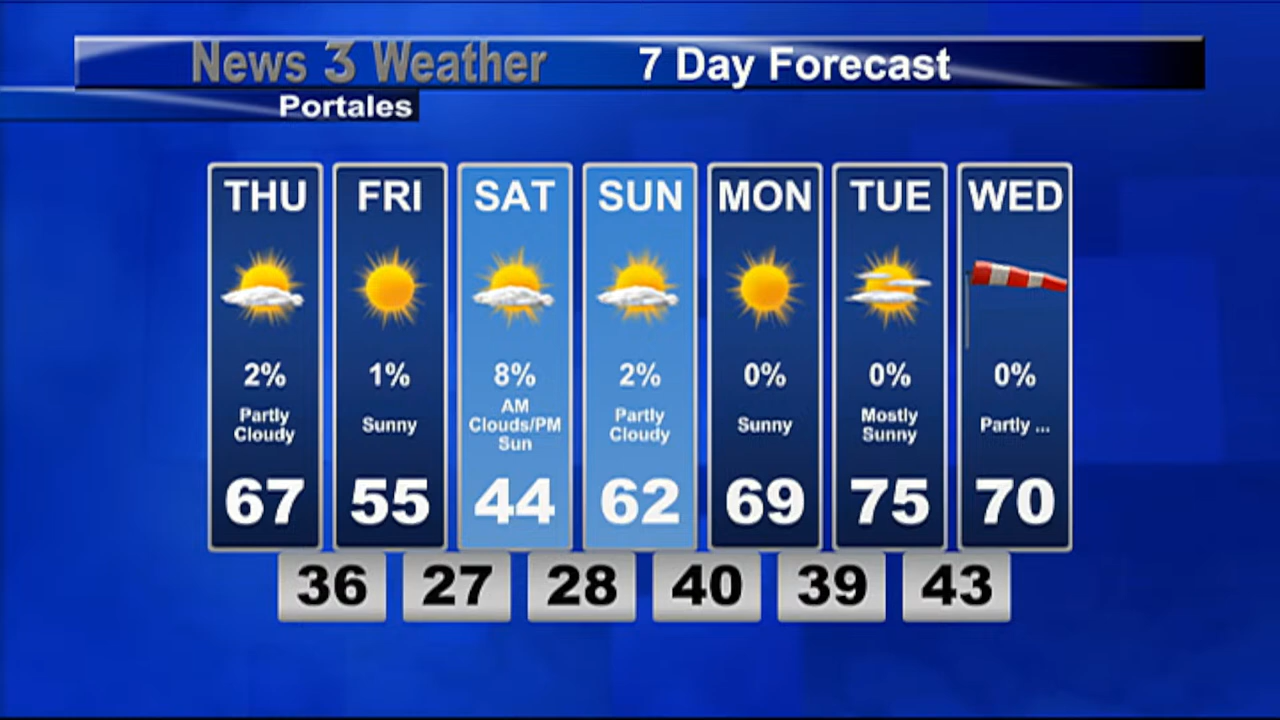 News 3 Weather 7 Day Forecast
Portales
THU FRI SAT SUN MON TUE WED
2% 1% 8% 2% 0% 0% 0%
Partly
Cloudy
Sunny
AM
Clouds/PM
Sun
Partly
Cloudy
Sunny
Mostly
Sunny
Partly ...
67 55 44 62 69 75 70
36 27 28 40 39 43